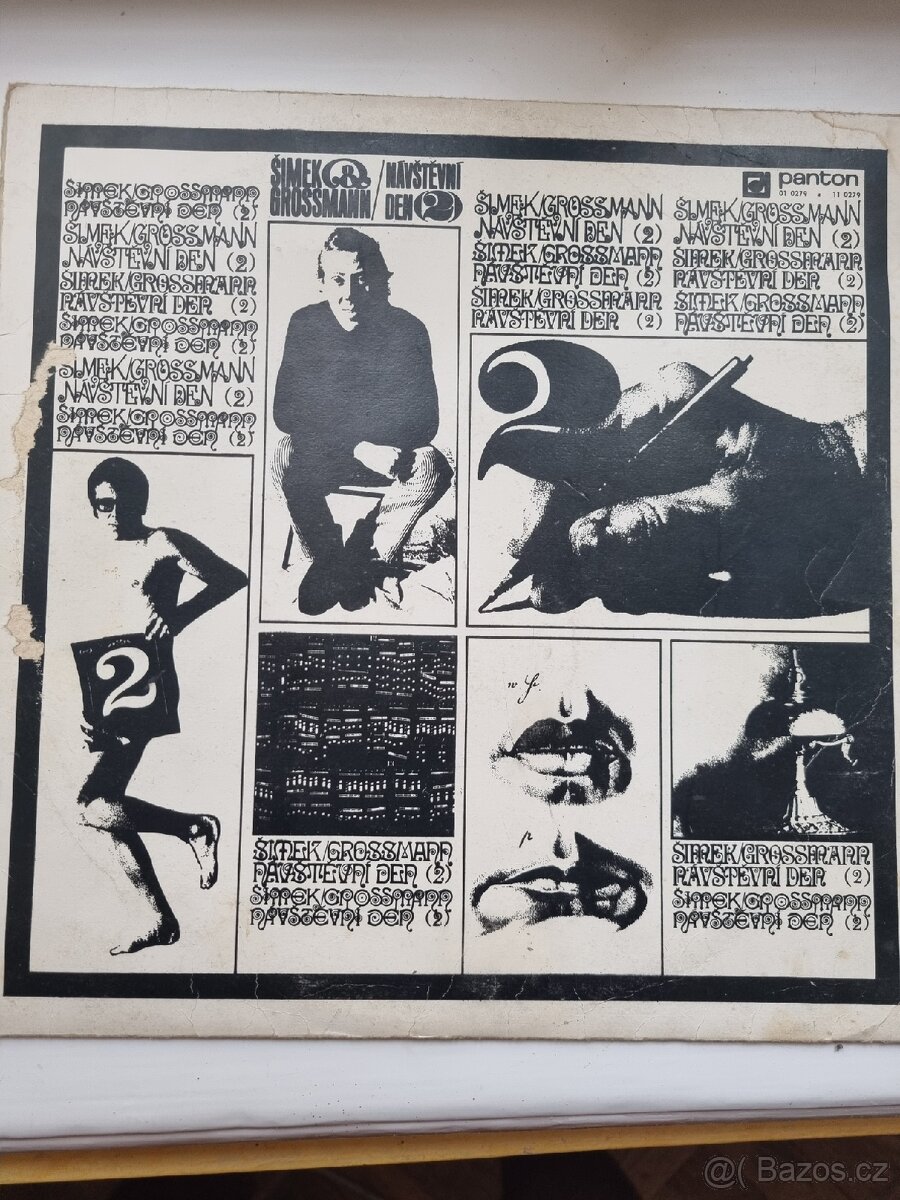 ŠIMEK & GROSSMANN / NÁVŠTĚVNÍ DEN 2
panton
01 0279 • 11 0279
ŠIMEK/GROSSMANN
NÁVŠTĚVNÍ DEN (2)
ŠIMEK/GROSSMANN
NÁVŠTĚVNÍ DEN (2)
ŠIMEK/GROSSMANN
NÁVŠTĚVNÍ DEN (2)
ŠIMEK/GROSSMANN
NÁVŠTĚVNÍ DEN (2)
ŠIMEK/GROSSMANN
NÁVŠTĚVNÍ DEN (2)
ŠIMEK/GROSSMANN
NÁVŠTĚVNÍ DEN (2)
ŠIMEK/GROSSMANN
NÁVŠTĚVNÍ DEN (2)
ŠIMEK/GROSSMANN
NÁVŠTĚVNÍ DEN (2)
ŠIMEK/GROSSMANN
NÁVŠTĚVNÍ DEN (2)
ŠIMEK/GROSSMANN
NÁVŠTĚVNÍ DEN (2)
ŠIMEK/GROSSMANN
NÁVŠTĚVNÍ DEN (2)
ŠIMEK/GROSSMANN
NÁVŠTĚVNÍ DEN (2)
2
2
p
ŠIMEK/GROSSMANN
NÁVŠTĚVNÍ DEN (2)
ŠIMEK/GROSSMANN
NÁVŠTĚVNÍ DEN (2)
ŠIMEK/GROSSMANN
NÁVŠTĚVNÍ DEN (2)
ŠIMEK/GROSSMANN
NÁVŠTĚVNÍ DEN (2)
@( Bazos.cz